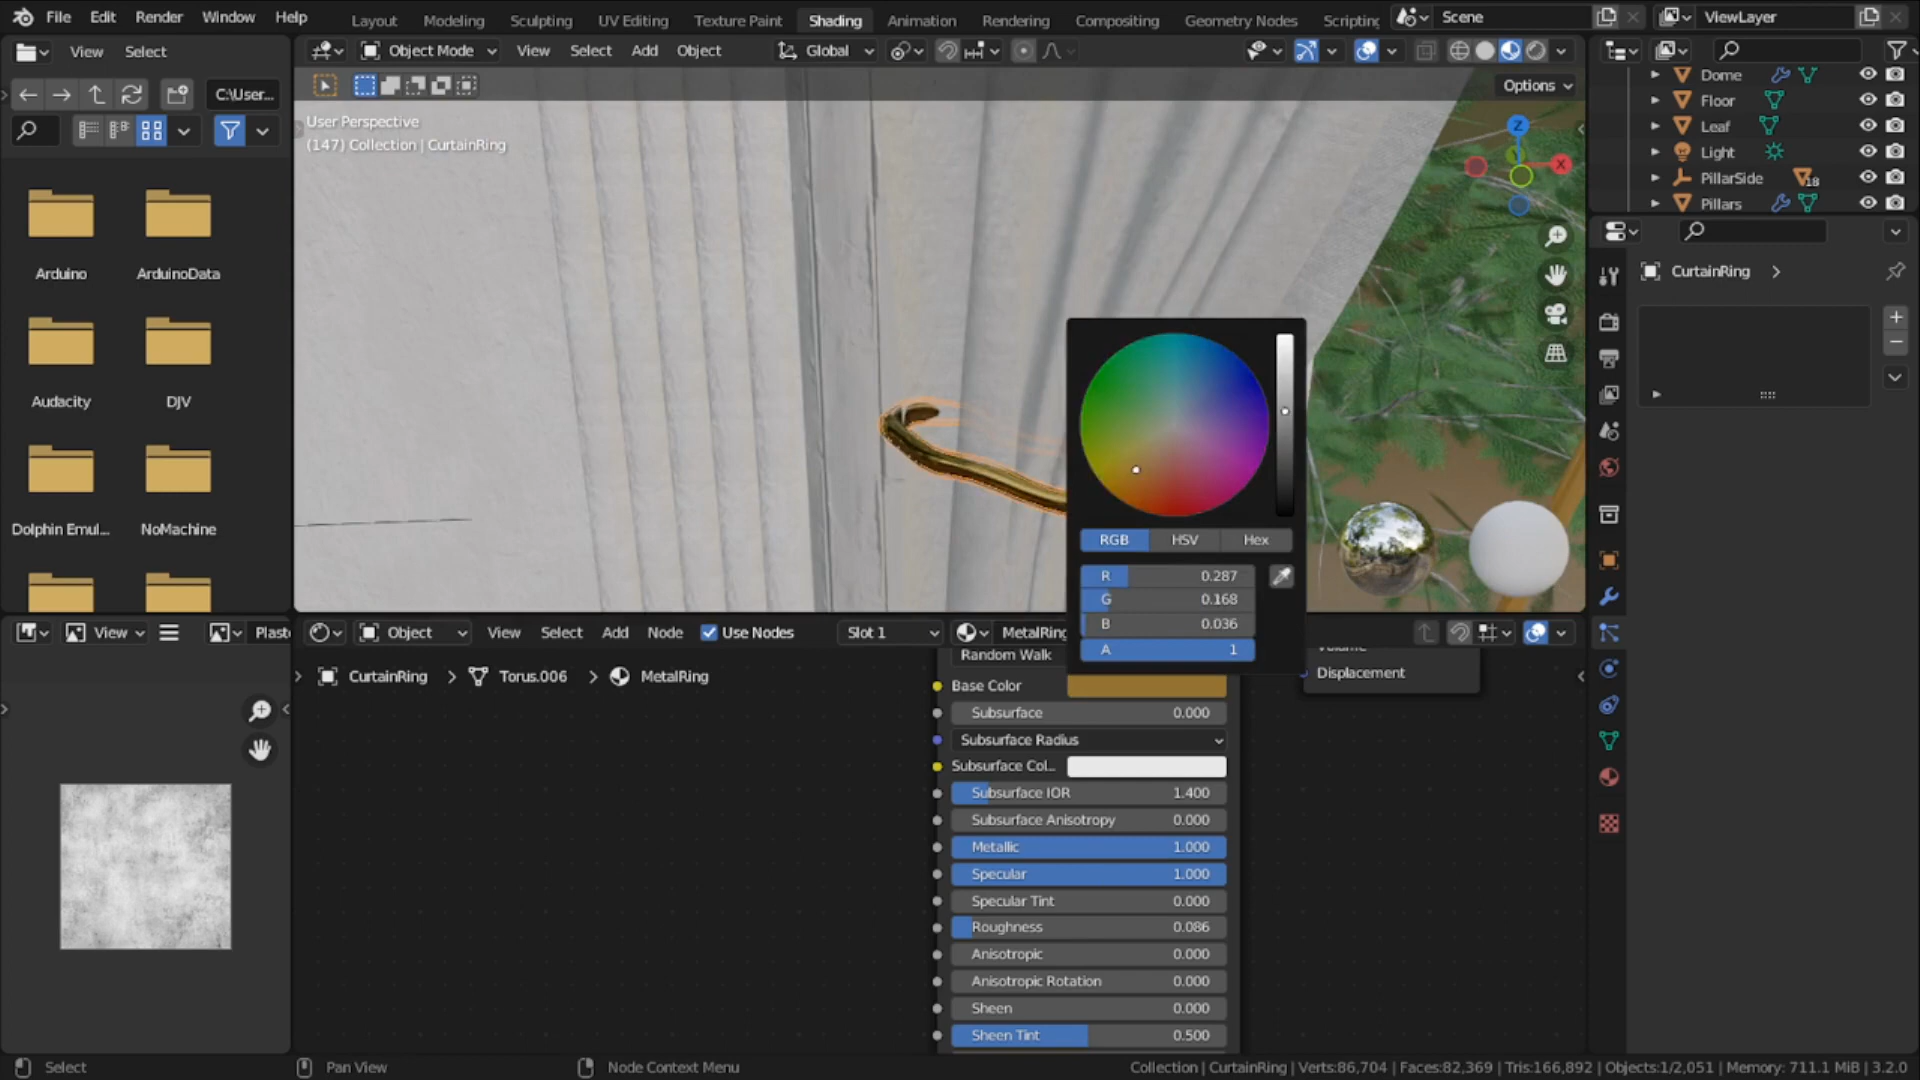 File Edit Render Window Help
Layout Modeling Sculpting UV Editing Texture Paint Shading Animation Rendering Compositing Geometry Nodes Scripting
Scene
ViewLayer
View Select
Object Mode View Select Add Object Global
C:\User...
Options
User Perspective
(147) Collection | CurtainRing
Z
X
Dome
Floor
Leaf
Light
PillarSide 18
Pillars
CurtainRing
Arduino ArduinoData
Audacity DJV
Dolphin Emul... NoMachine
RGB HSV Hex
R 0.287
G 0.168
B 0.036
A 1
View Plast
Object View Select Add Node Use Nodes Slot 1 MetalRing
CurtainRing Torus.006 MetalRing
Random Walk
Base Color
Subsurface 0.000
Subsurface Radius
Subsurface Col...
Subsurface IOR 1.400
Subsurface Anisotropy 0.000
Metallic 1.000
Specular 1.000
Specular Tint 0.000
Roughness 0.086
Anisotropic 0.000
Anisotropic Rotation 0.000
Sheen 0.000
Sheen Tint 0.500
Volume
Displacement
Select Pan View Node Context Menu
Collection | CurtainRing | Verts:86,704 | Faces:82,369 | Tris:166,892 | Objects:1/2,051 | Memory: 711.1 MiB | 3.2.0